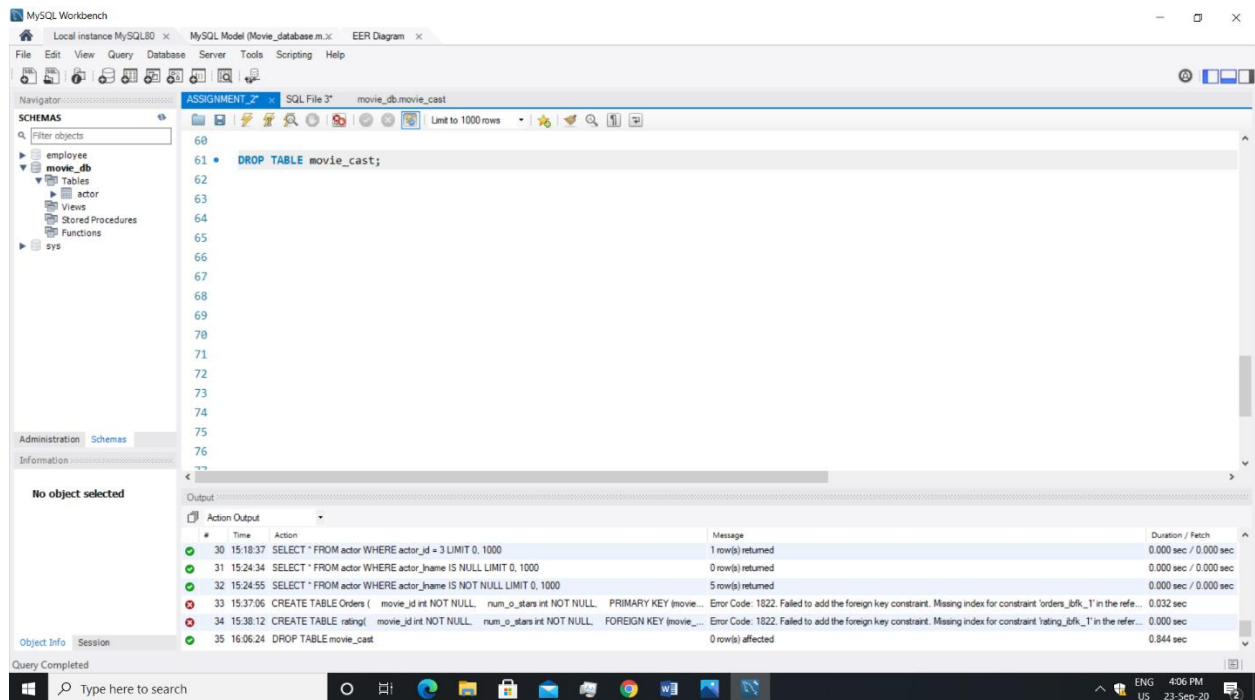 MySQL Workbench
Local instance MySQL80 × MySQL Model (Movie_database.m.× EER Diagram ×
File Edit View Query Database Server Tools Scripting Help
Navigator ASSIGNMENT_2* × SQL File 3* movie_db.movie_cast
SCHEMAS
Limit to 1000 rows
Filter objects
employee
movie_db
Tables
actor
Views
Stored Procedures
Functions
sys
60
61 DROP TABLE movie_cast;
62
63
64
65
66
67
68
69
70
71
72
73
74
75
76
77
Administration Schemas
Information
No object selected
Object Info Session
Output
Action Output
# Time Action Message Duration / Fetch
30 15:18:37 SELECT * FROM actor WHERE actor_id = 3 LIMIT 0, 1000 1 row(s) returned 0.000 sec / 0.000 sec
31 15:24:34 SELECT * FROM actor WHERE actor_lname IS NULL LIMIT 0, 1000 0 row(s) returned 0.000 sec / 0.000 sec
32 15:24:55 SELECT * FROM actor WHERE actor_lname IS NOT NULL LIMIT 0, 1000 5 row(s) returned 0.000 sec / 0.000 sec
33 15:37:06 CREATE TABLE Orders ( movie_id int NOT NULL, num_o_stars int NOT NULL, PRIMARY KEY (movie... Error Code: 1822. Failed to add the foreign key constraint. Missing index for constraint 'orders_ibfk_1' in the refe... 0.032 sec
34 15:38:12 CREATE TABLE rating( movie_id int NOT NULL, num_o_stars int NOT NULL, FOREIGN KEY (movie_... Error Code: 1822. Failed to add the foreign key constraint. Missing index for constraint 'rating_ibfk_1' in the refer... 0.000 sec
35 16:06:24 DROP TABLE movie_cast 0 row(s) affected 0.844 sec
Query Completed
Type here to search
ENG 4:06 PM
US 23-Sep-20